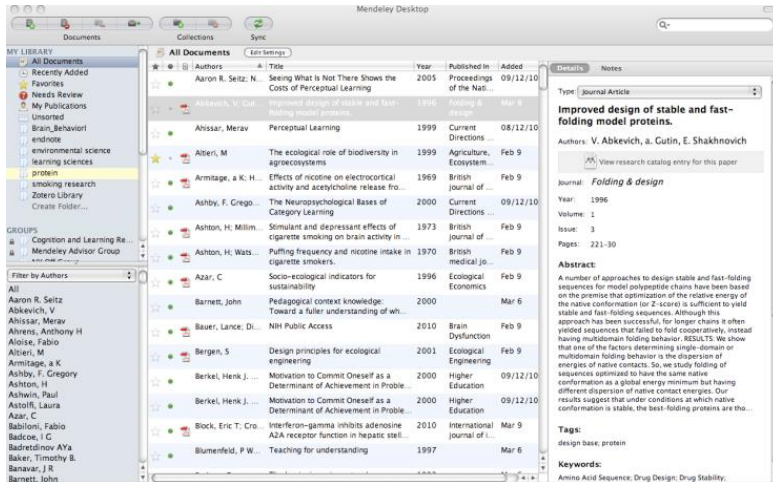 Mendeley Desktop
Documents
Collections
Sync
MY LIBRARY
All Documents
Recently Added
Favorites
Needs Review
My Publications
Unsorted
Brain_BehaviorI
endnote
environmental science
learning sciences
protein
smoking research
Zotero Library
Create Folder...
GROUPS
Cognition and Learning Re...
Mendeley Advisor Group
Filter by Authors
All
Aaron R. Seitz
Abkevich, V
Ahissar, Merav
Ahrens, Anthony H
Aloise, Fabio
Altieri, M
Armitage, a K
Ashby, F. Gregory
Ashton, H
Ashwin, Paul
Astolfi, Laura
Azar, C
Babiloni, Fabio
Badcoe, I G
Badretdinov AYa
Baker, Timothy B.
Banavar, J R
Barnett, John
All Documents
Edit Settings
Authors Title Year Published In Added
Aaron R. Seitz; N... Seeing What Is Not There Shows the 2005 Proceedings 09/12/10
Costs of Perceptual Learning of the Nati...
Abkevich, V; Gut... Improved design of stable and fast- 1996 Folding & Mar 6
folding model proteins. design
Ahissar, Merav Perceptual Learning 1999 Current 08/12/10
Directions ...
Altieri, M The ecological role of biodiversity in 1999 Agriculture, Feb 9
agroecosystems Ecosystem...
Armitage, a K; H... Effects of nicotine on electrocortical 1969 British Feb 9
activity and acetylcholine release fro... journal of ...
Ashby, F. Grego... The Neuropsychological Bases of 2000 Current 09/12/10
Category Learning Directions ...
Ashton, H; Millim... Stimulant and depressant effects of 1973 British Feb 9
cigarette smoking on brain activity in ... journal of ...
Ashton, H; Wats... Puffing frequency and nicotine intake in 1970 British Feb 9
cigarette smokers. medical jo...
Azar, C Socio-ecological indicators for 1996 Ecological Feb 9
sustainability Economics
Barnett, John Pedagogical context knowledge: 2000 Mar 6
Toward a fuller understanding of wh...
Bauer, Lance; Di... NIH Public Access 2010 Brain Feb 9
Dysfunction
Bergen, S Design principles for ecological 2001 Ecological Feb 9
engineering Engineering
Berkel, Henk J. ... Motivation to Commit Oneself as a 2000 Higher 09/12/10
Determinant of Achievement in Proble... Education
Berkel, Henk J. ... Motivation to Commit Oneself as a 2000 Higher 09/12/10
Determinant of Achievement in Proble... Education
Block, Eric T; Cro... Interferon-gamma inhibits adenosine 2010 International Mar 9
A2A receptor function in hepatic stell... journal of i...
Blumenfeld, P W... Teaching for understanding 1997 Mar 6
Details Notes
Type: Journal Article
Improved design of stable and fast-
folding model proteins.
Authors: V. Abkevich, a. Gutin, E. Shakhnovich
View research catalog entry for this paper
Journal: Folding & design
Year: 1996
Volume: 1
Issue: 3
Pages: 221-30
Abstract:
A number of approaches to design stable and fast-folding
sequences for model polypeptide chains have been based
on the premise that optimization of the relative energy of
the native conformation (or Z-score) is sufficient to yield
stable and fast-folding sequences. Although this
approach has been successful, for longer chains it often
yielded sequences that failed to fold cooperatively, instead
having multidomain folding behavior. RESULTS: We show
that one of the factors determining single-domain or
multidomain folding behavior is the dispersion of
energies of native contacts. So, we study folding of
sequences optimized to have the same native
conformation as a global energy minimum but having
different dispersion of native contact energies. Our
results suggest that under conditions at which native
conformation is stable, the best-folding proteins are tho...
Tags:
design base; protein
Keywords:
Amino Acid Sequence; Drug Design; Drug Stability;